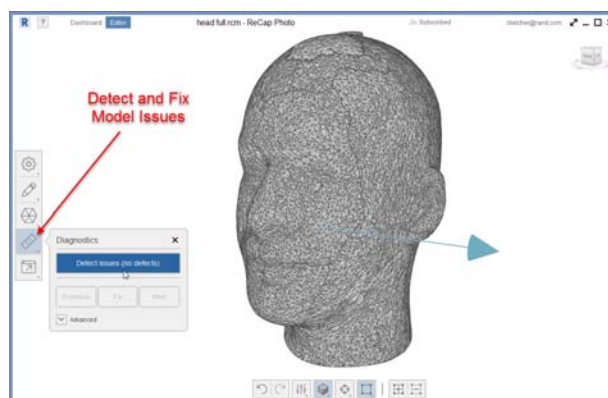 R ? Dashboard Editor head full.rcm - ReCap Photo Subscribed
Detect and Fix
Model Issues
Diagnostics X
Detect issues (no defects)
Previous Fix Next
Advanced